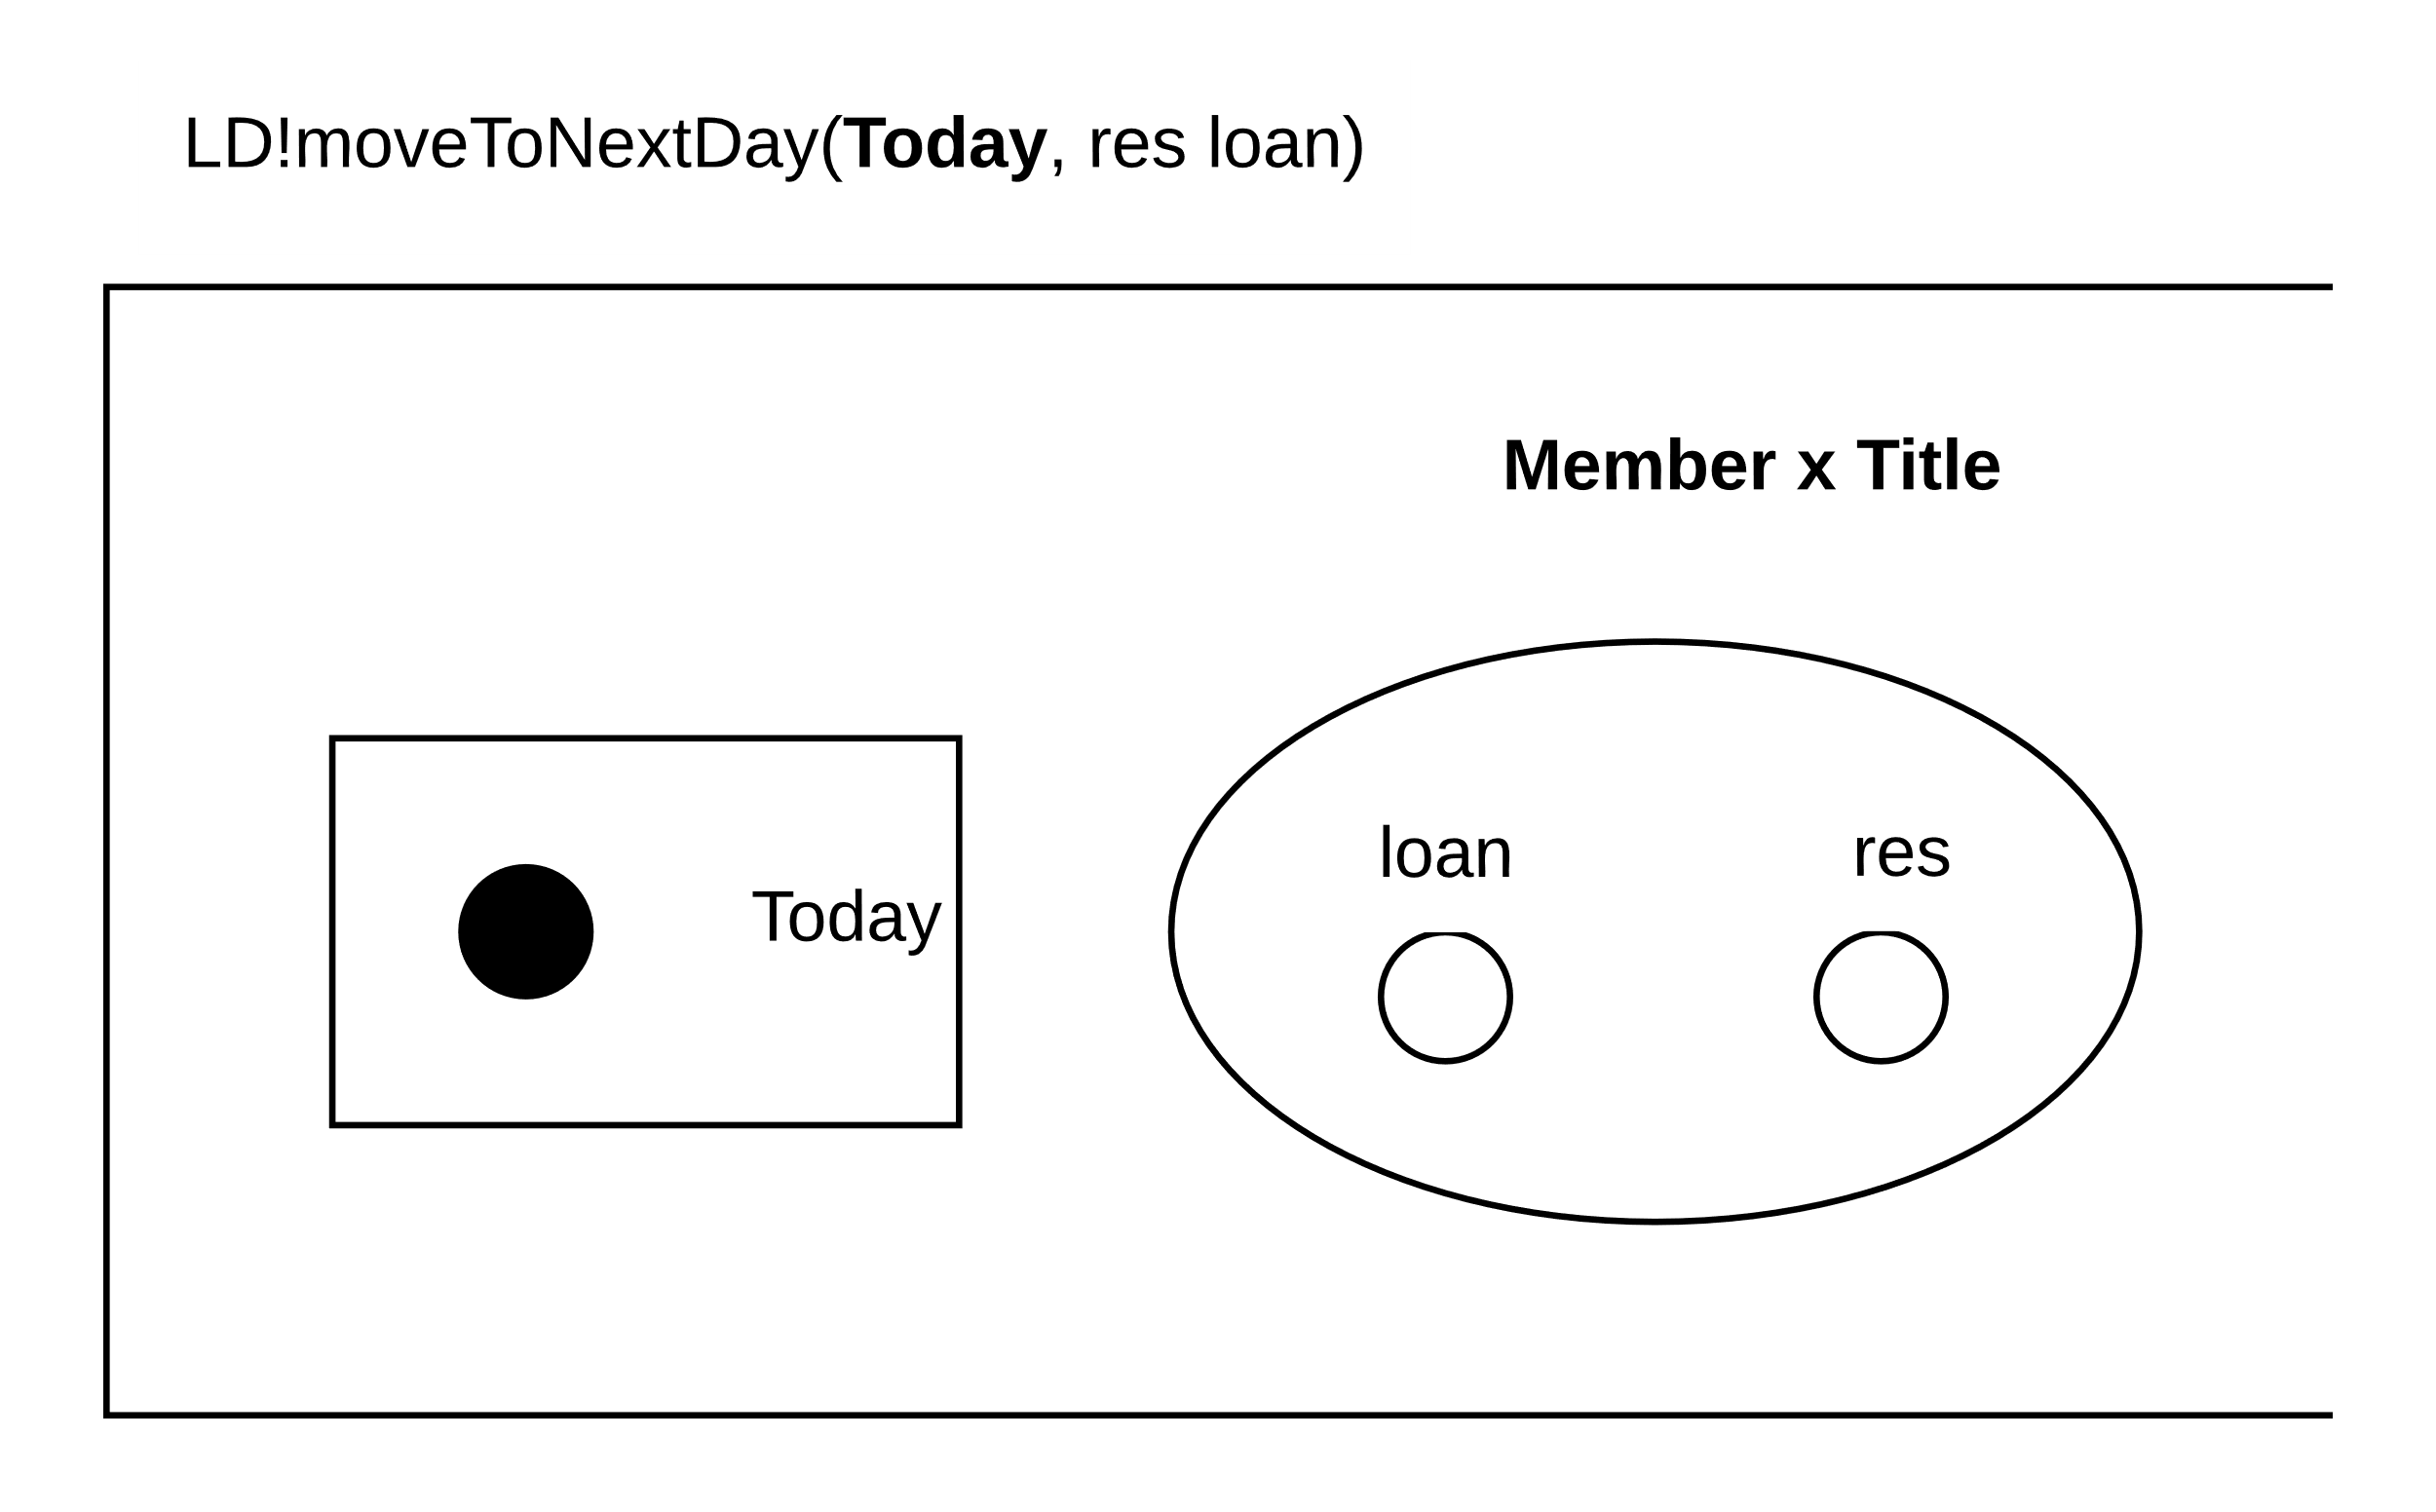 LD!moveToNextDay(Today, res loan)
Member x Title
loan
res
Today